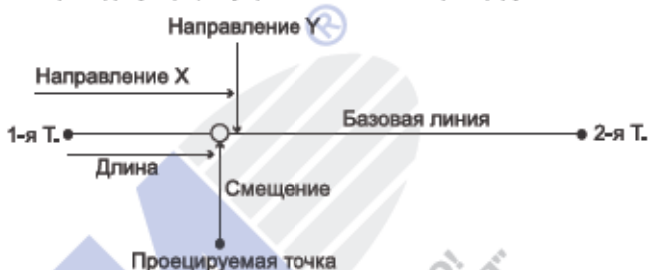 Направление Y
®
Направление X
Базовая линия
1-я Т.
2-я Т.
Длина
Смещение
Проецируемая точка